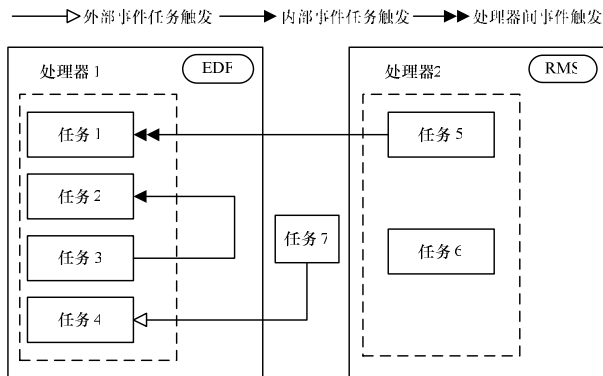 外部事件任务触发 内部事件任务触发 处理器间事件触发
处理器1 EDF
处理器2 RMS
任务1
任务2
任务3
任务4
任务7
任务5
任务6